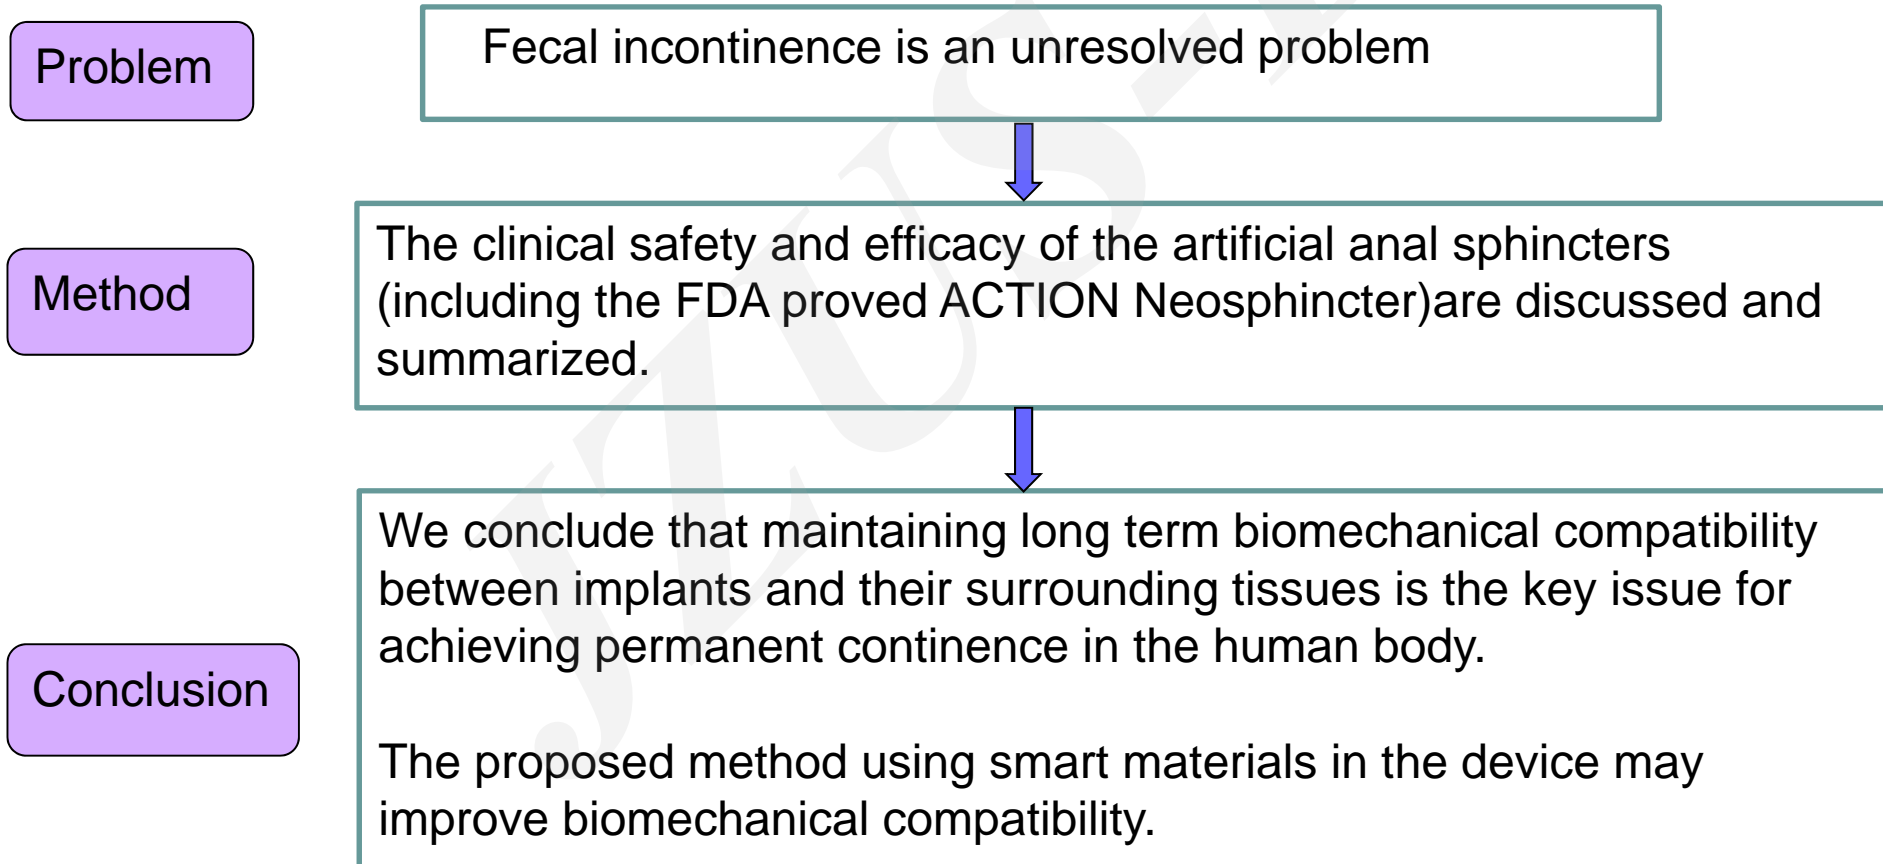 Problem
Fecal incontinence is an unresolved problem
Method
The clinical safety and efficacy of the artificial anal sphincters
(including the FDA proved ACTION Neosphincter)are discussed and
summarized.
Conclusion
We conclude that maintaining long term biomechanical compatibility
between implants and their surrounding tissues is the key issue for
achieving permanent continence in the human body.
The proposed method using smart materials in the device may
improve biomechanical compatibility.
JZUS-